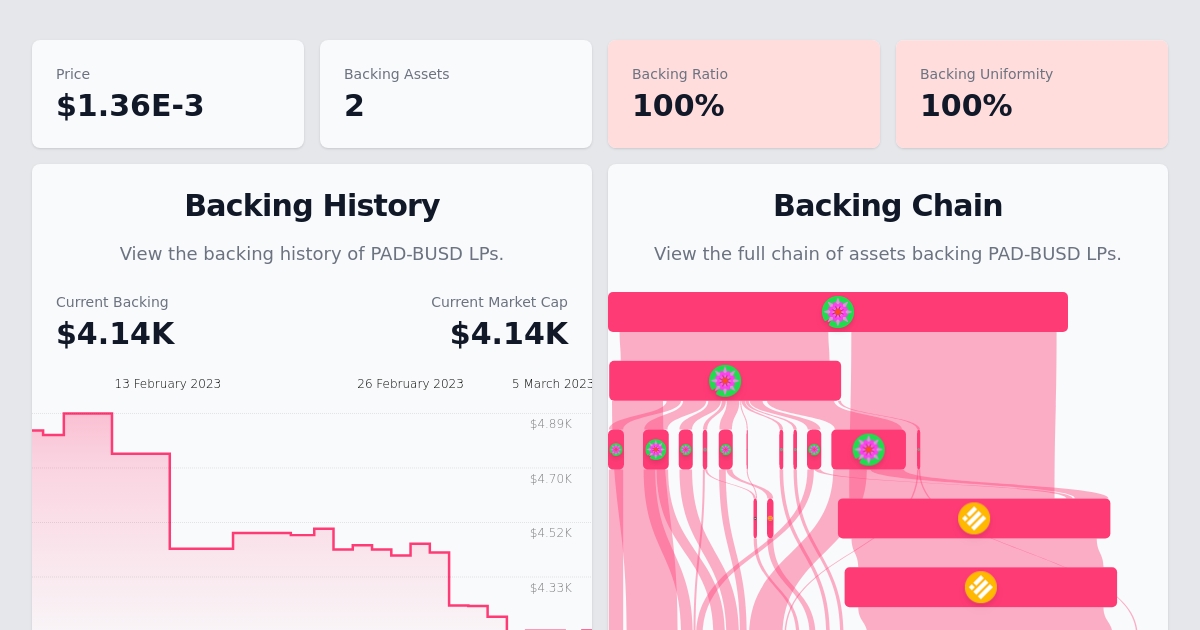 Price
$1.36E-3
Backing Assets
2
Backing Ratio
100%
Backing Uniformity
100%
Backing History
View the backing history of PAD-BUSD LPs.
Current Backing
$4.14K
Current Market Cap
$4.14K
13 February 2023
26 February 2023
5 March 2023
$4.89K
$4.70K
$4.52K
$4.33K
Backing Chain
View the full chain of assets backing PAD-BUSD LPs.